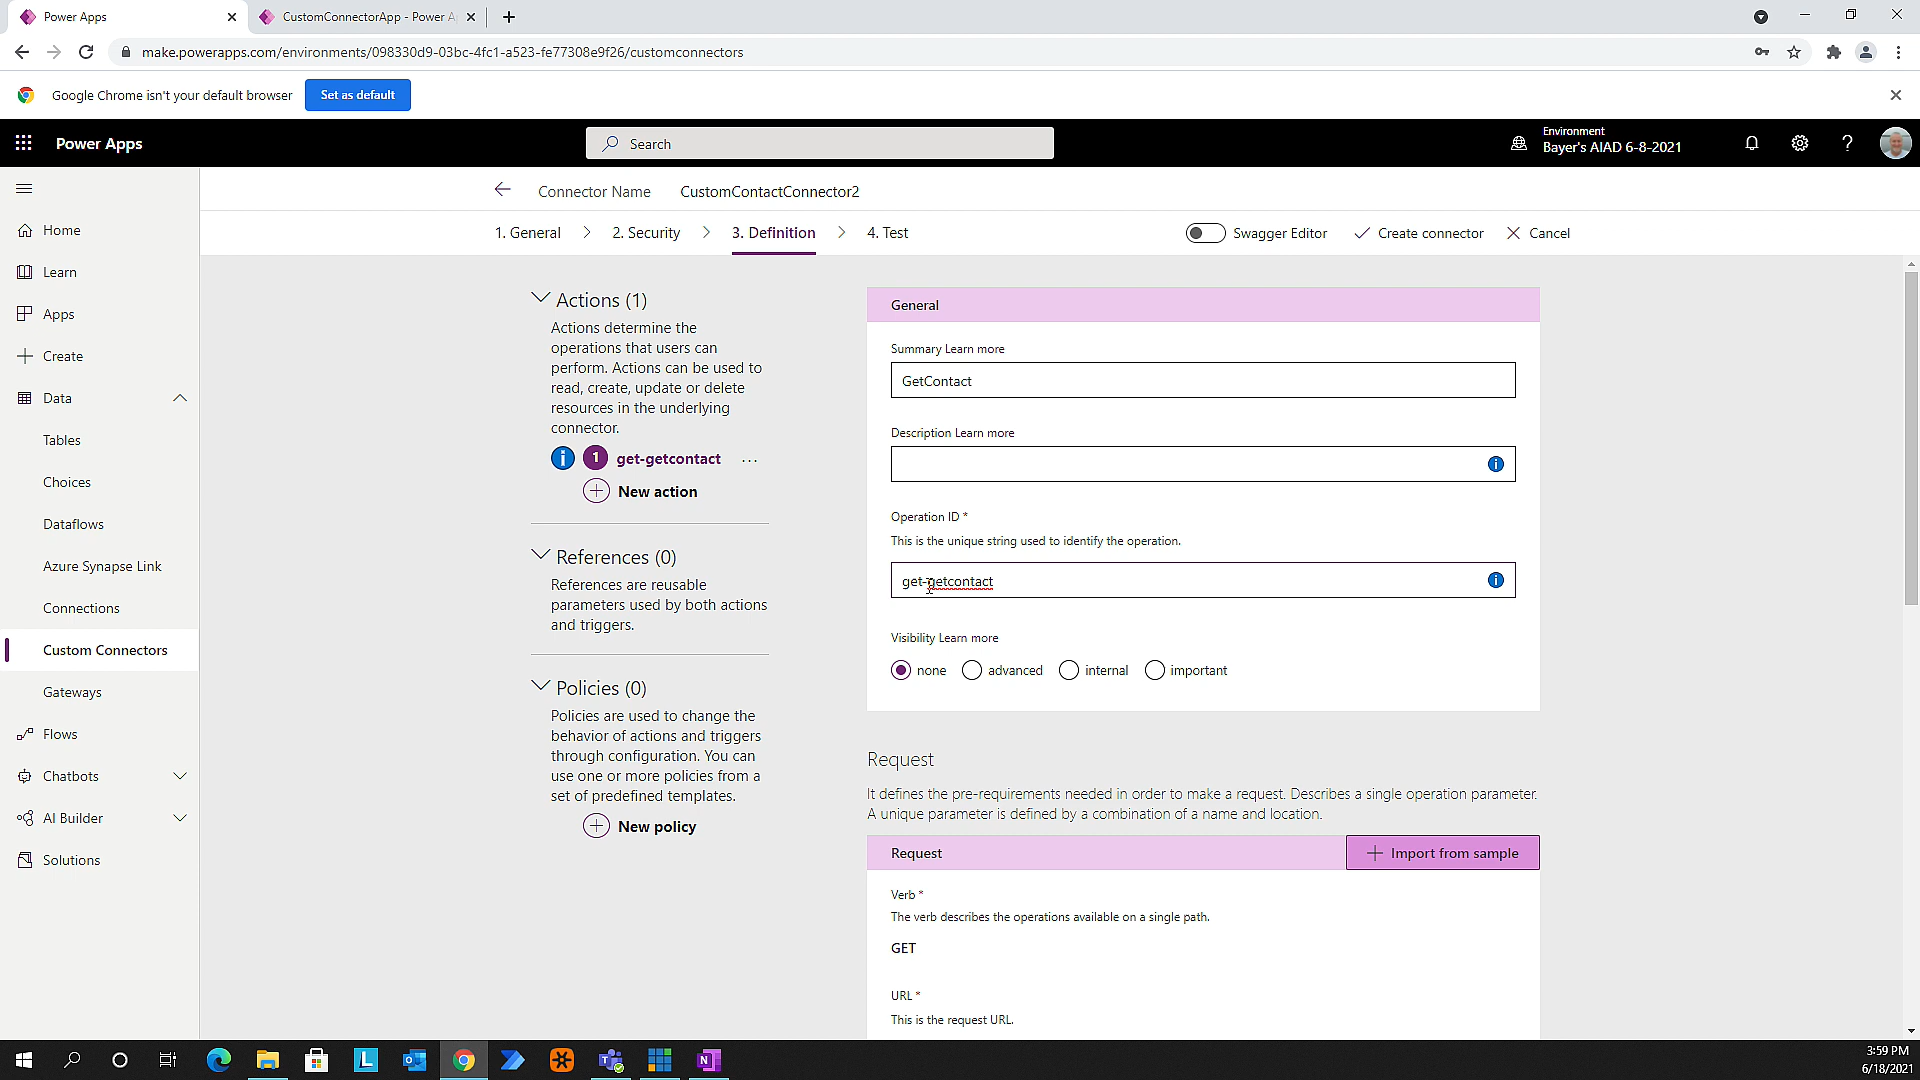 Power Apps
CustomConnectorApp - Power A
make.powerapps.com/environments/098330d9-03bc-4fc1-a523-fe77308e9f26/customconnectors
Google Chrome isn't your default browser
Set as default
Power Apps
Search
Environment
Bayer's AIAD 6-8-2021
Home
Learn
Apps
Create
Data
Tables
Choices
Dataflows
Azure Synapse Link
Connections
Custom Connectors
Gateways
Flows
Chatbots
AI Builder
Solutions
Connector Name CustomContactConnector2
1. General 2. Security 3. Definition 4. Test
Swagger Editor Create connector Cancel
Actions (1)
Actions determine the
operations that users can
perform. Actions can be used to
read, create, update or delete
resources in the underlying
connector.
1 get-getcontact ...
New action
References (0)
References are reusable
parameters used by both actions
and triggers.
Policies (0)
Policies are used to change the
behavior of actions and triggers
through configuration. You can
use one or more policies from a
set of predefined templates.
New policy
General
Summary Learn more
GetContact
Description Learn more
Operation ID *
This is the unique string used to identify the operation.
get-getcontact
Visibility Learn more
none advanced internal important
Request
It defines the pre-requirements needed in order to make a request. Describes a single operation parameter.
A unique parameter is defined by a combination of a name and location.
Request
Import from sample
Verb *
The verb describes the operations available on a single path.
GET
URL *
This is the request URL.
3:59 PM
6/18/2021